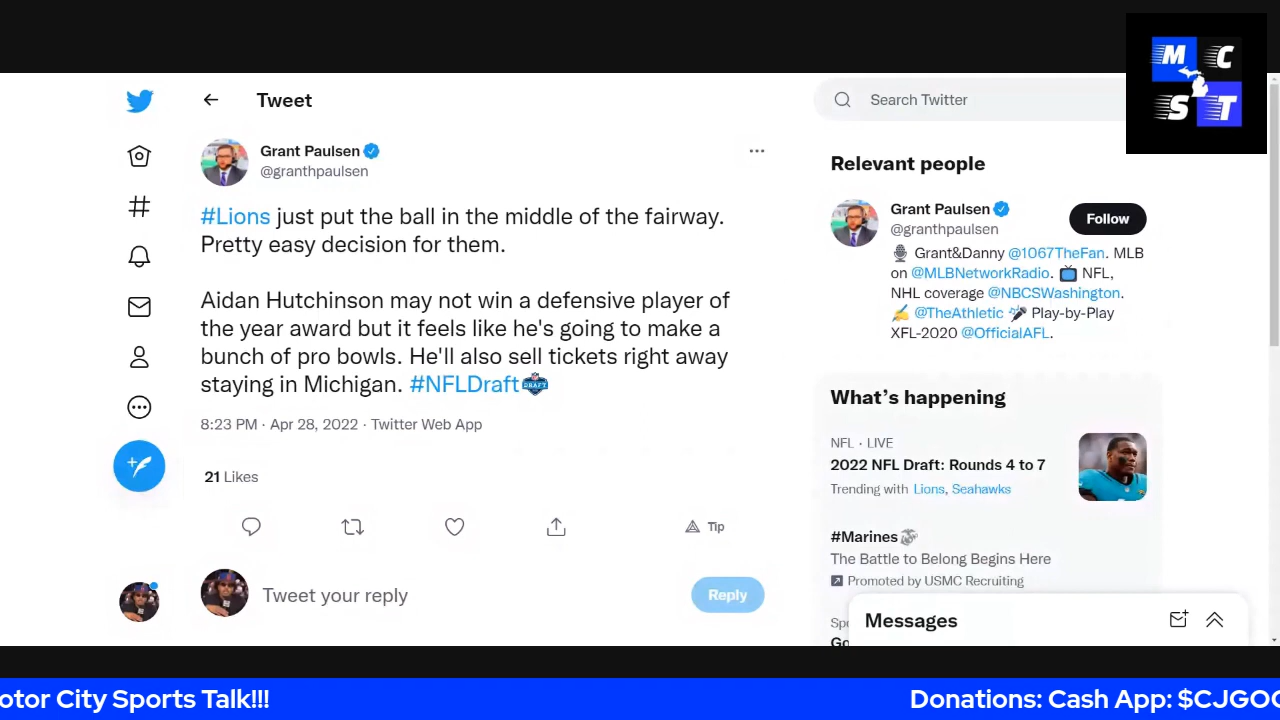 M C
S T
Tweet
Search Twitter
Grant Paulsen
@granthpaulsen
#Lions just put the ball in the middle of the fairway.
Pretty easy decision for them.
Aidan Hutchinson may not win a defensive player of
the year award but it feels like he's going to make a
bunch of pro bowls. He'll also sell tickets right away
staying in Michigan. #NFLDraft
8:23 PM · Apr 28, 2022 · Twitter Web App
21 Likes
Tip
Tweet your reply
Reply
Relevant people
Grant Paulsen
@granthpaulsen
Follow
Grant&Danny @1067TheFan. MLB
on @MLBNetworkRadio. NFL,
NHL coverage @NBCSWashington.
@TheAthletic Play-by-Play
XFL-2020 @OfficialAFL.
What's happening
NFL · LIVE
2022 NFL Draft: Rounds 4 to 7
Trending with Lions, Seahawks
#Marines
The Battle to Belong Begins Here
Promoted by USMC Recruiting
Messages
otor City Sports Talk!!! Donations: Cash App: $CJGO